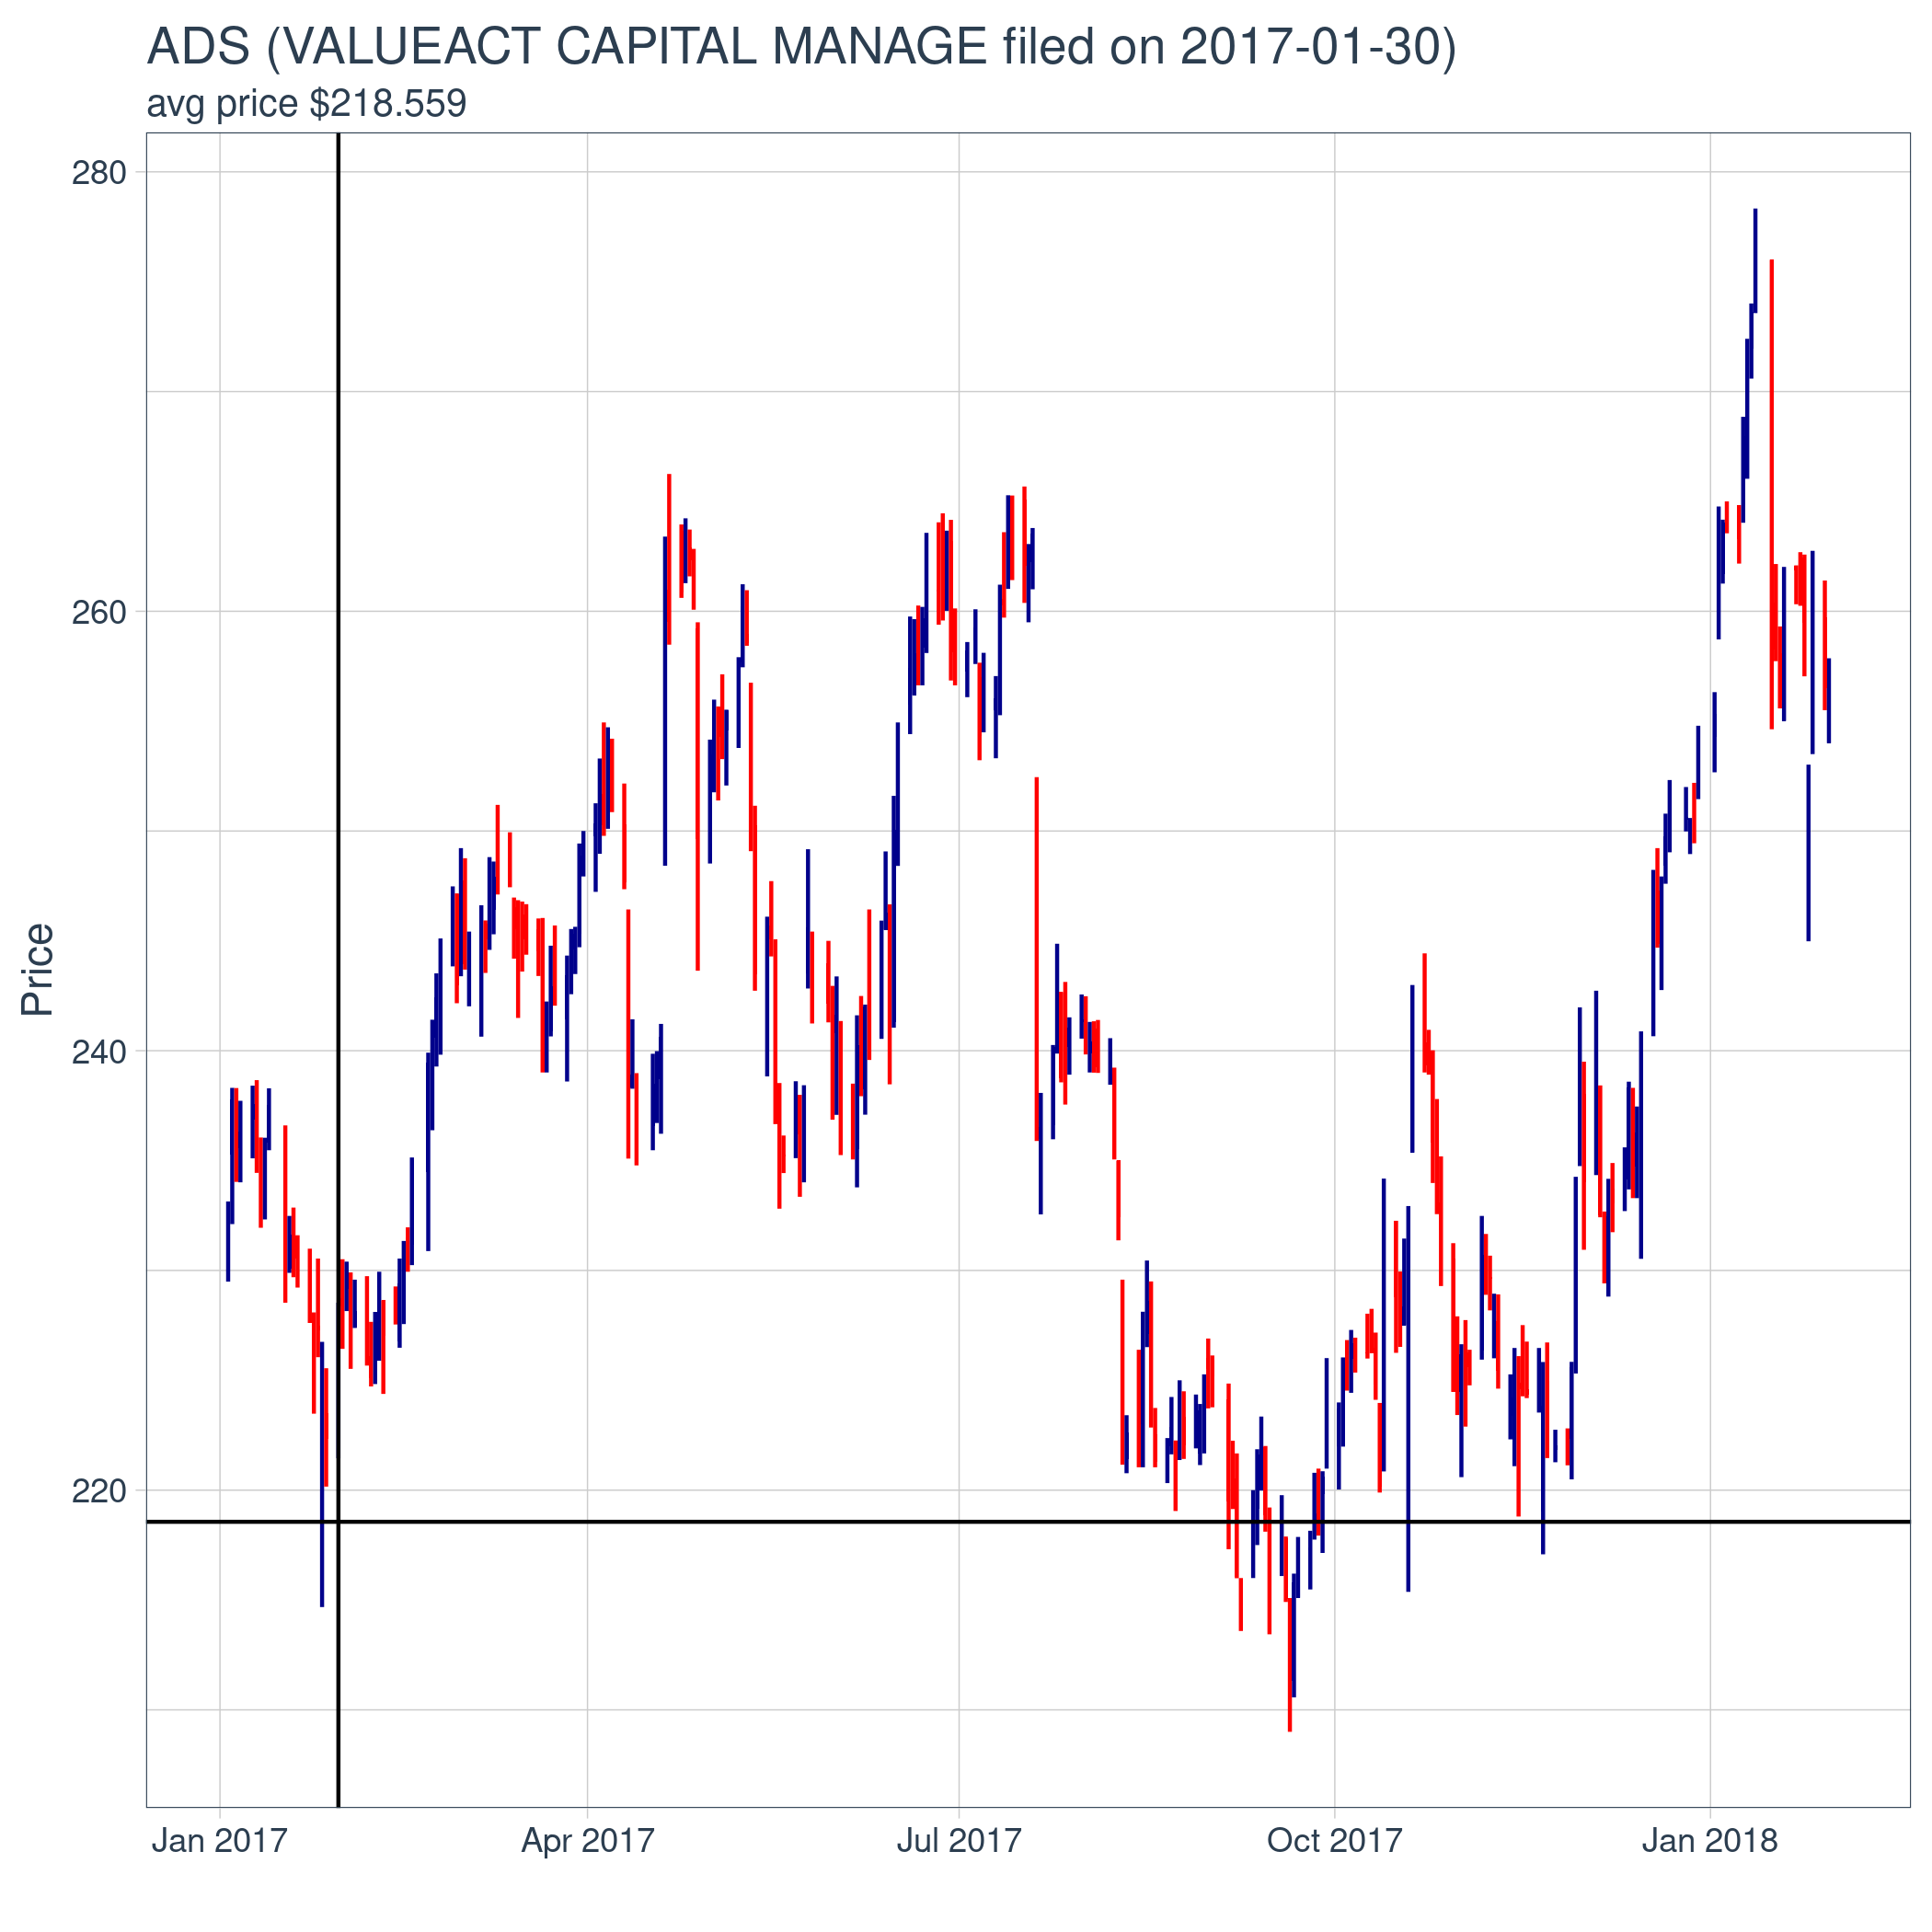 ADS (VALUEACT CAPITAL MANAGE filed on 2017-01-30)
avg price $218.559
280
260
240
220
Price
Jan 2017
Apr 2017
Jul 2017
Oct 2017
Jan 2018